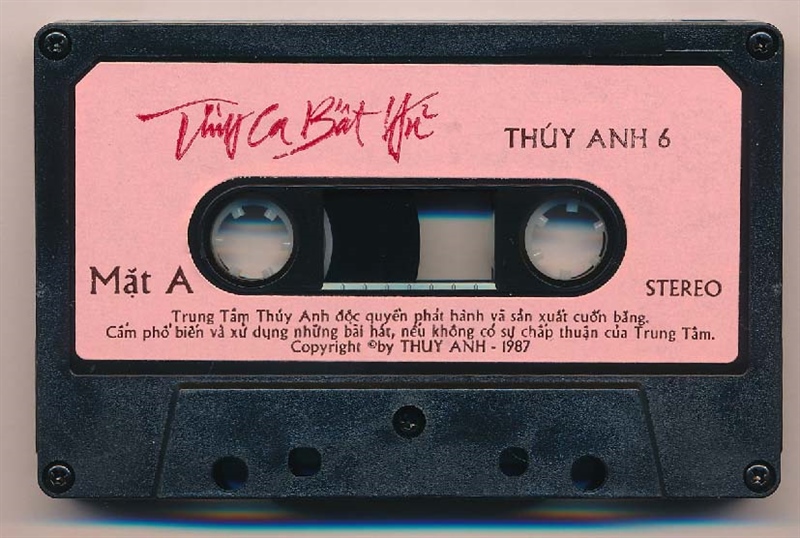 Tình Ca Bất Hủ
THÚY ANH 6
Mặt A
STEREO
Trung Tâm Thúy Anh độc quyền phát hành và sản xuất cuốn băng.
Cấm phổ biến và xử dụng những bài hát, nếu không có sự chấp thuận của Trung Tâm.
Copyright ©by THUY ANH - 1987